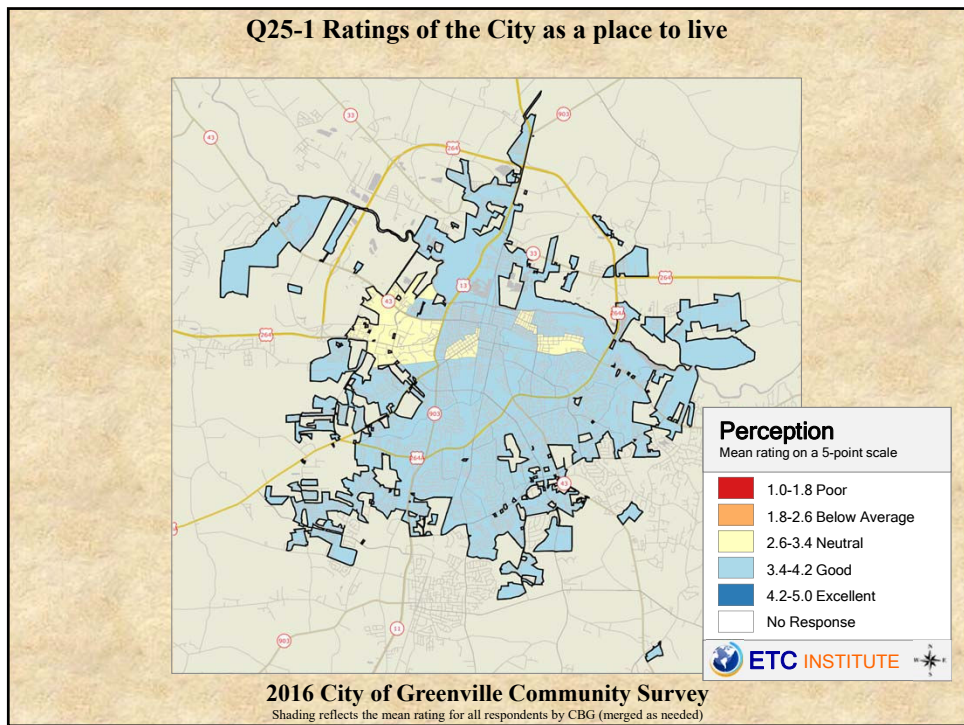 Q25-1 Ratings of the City as a place to live
903
33
43
264
33
264
13
43
264A
264
903
264A
43
903
33
Perception
Mean rating on a 5-point scale
1.0-1.8 Poor
1.8-2.6 Below Average
2.6-3.4 Neutral
3.4-4.2 Good
4.2-5.0 Excellent
No Response
ETC INSTITUTE
N
W
E
S
2016 City of Greenville Community Survey
Shading reflects the mean rating for all respondents by CBG (merged as needed)